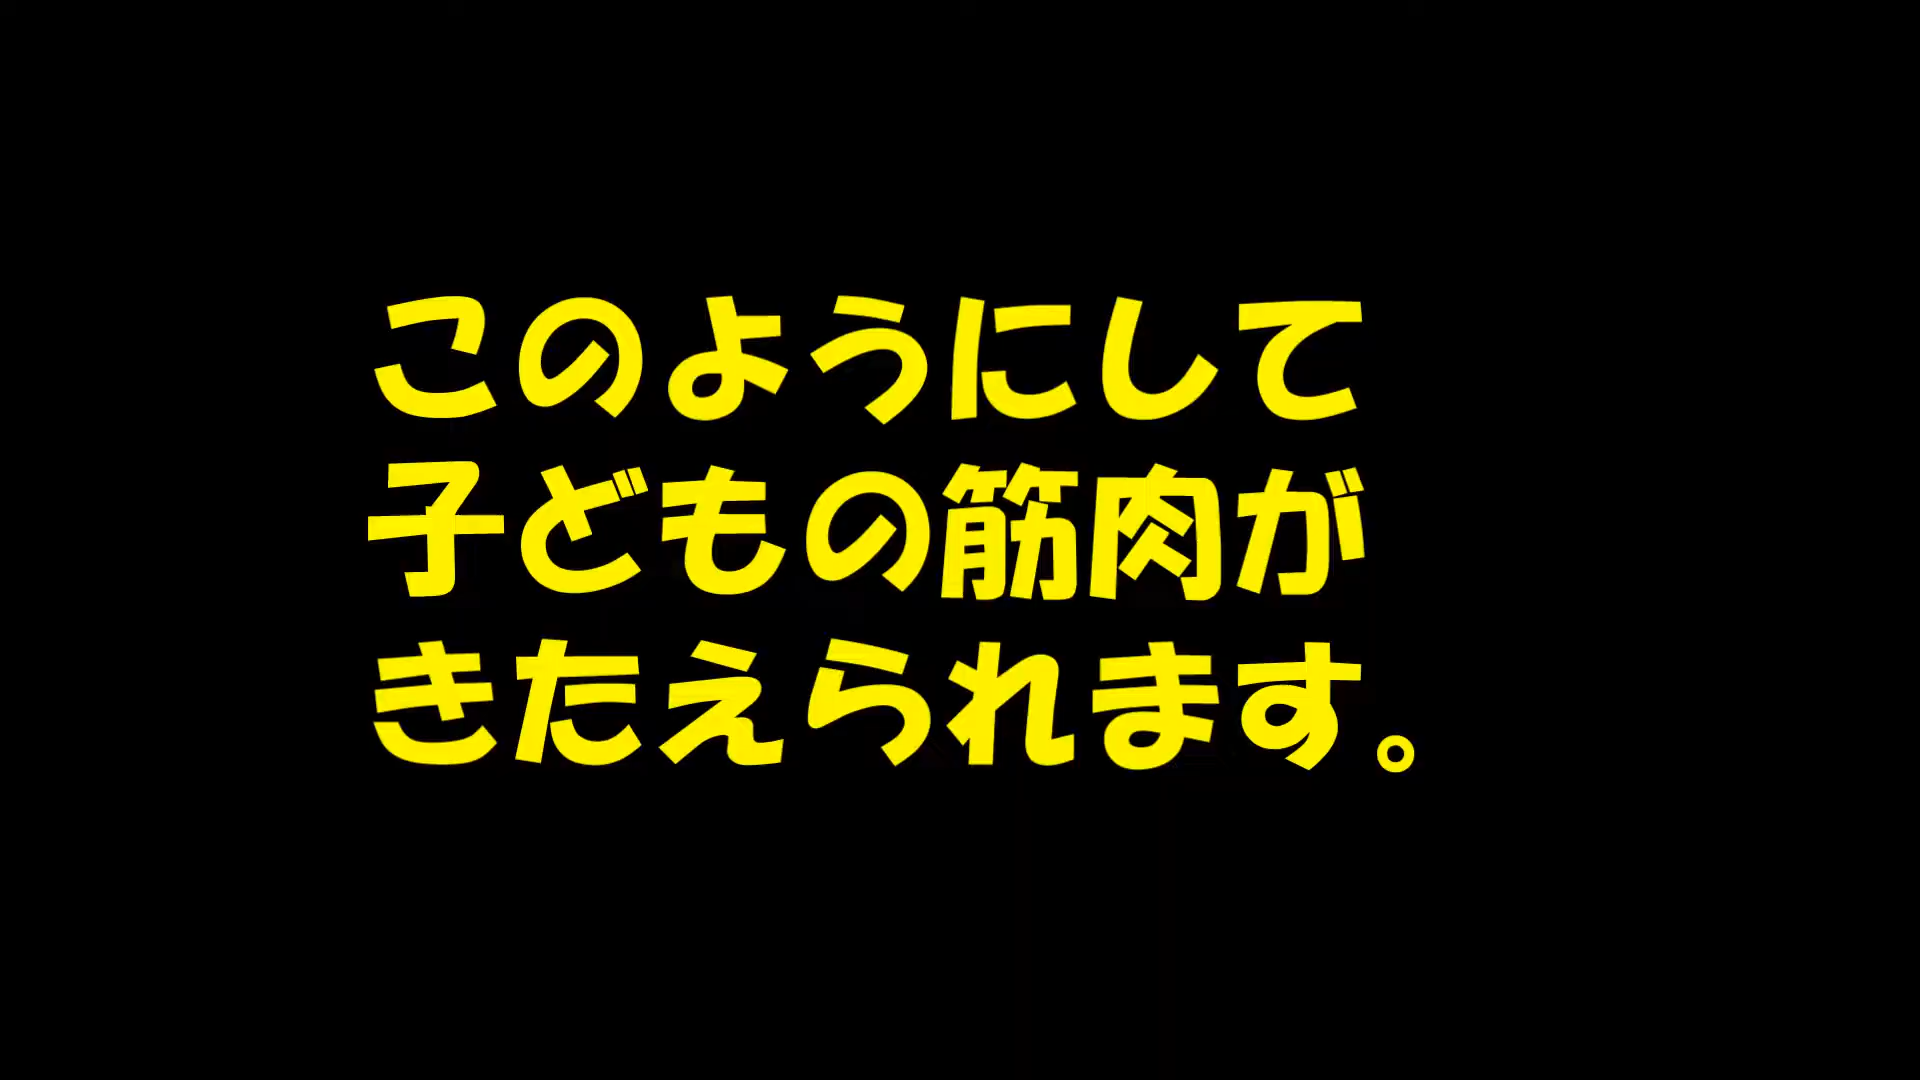 このようにして
子どもの筋肉が
きたえられます。